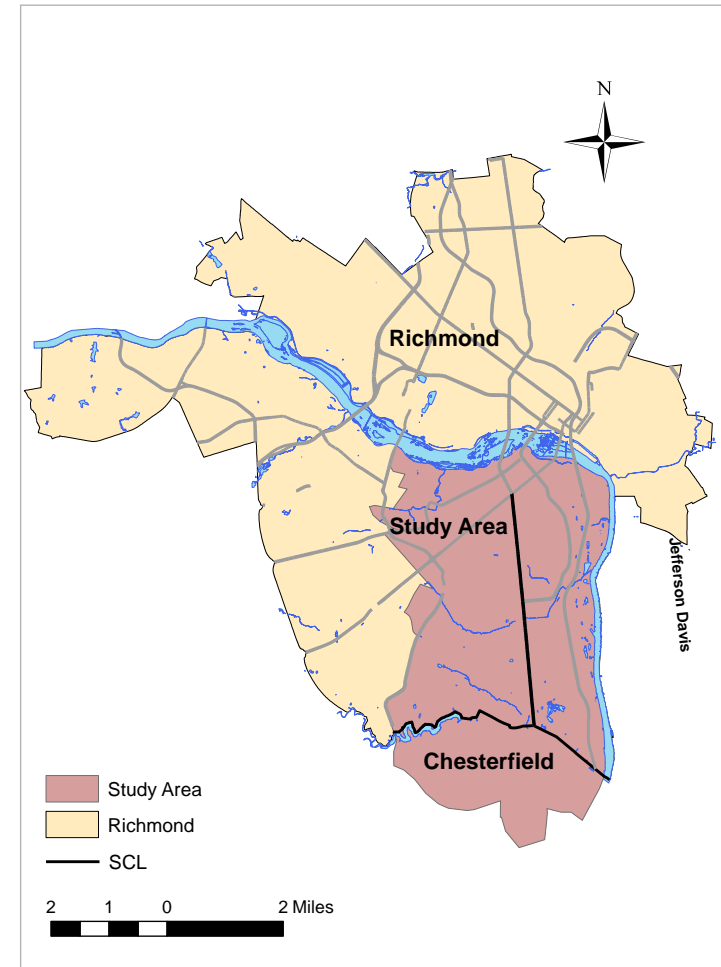 N
Richmond
Study Area
Jefferson Davis
Chesterfield
Study Area
Richmond
SCL
2 1 0 2 Miles